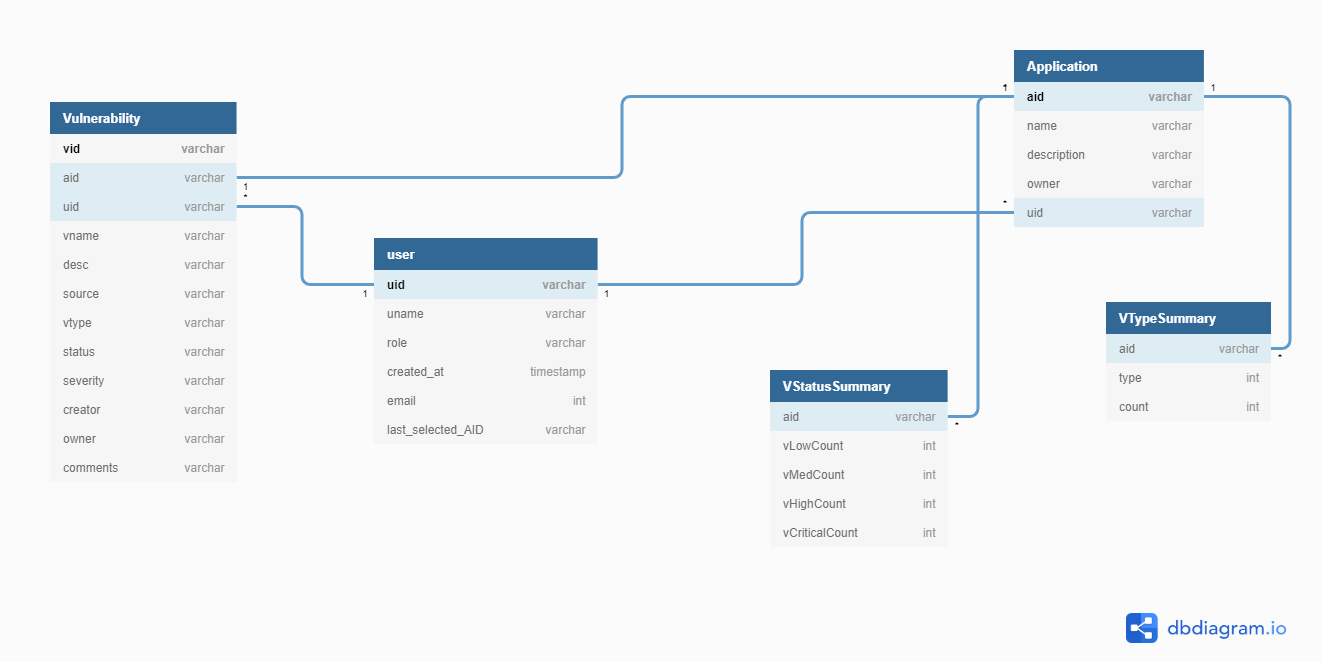 Vulnerability
vid varchar
aid varchar
uid varchar
vname varchar
desc varchar
source varchar
vtype varchar
status varchar
severity varchar
creator varchar
owner varchar
comments varchar
1
*
1
user
uid varchar
uname varchar
role varchar
created_at timestamp
email int
last_selected_AID varchar
1
VStatusSummary
aid varchar
vLowCount int
vMedCount int
vHighCount int
vCriticalCount int
*
1
*
Application
aid varchar
name varchar
description varchar
owner varchar
uid varchar
1
VTypeSummary
aid varchar
type int
count int
*
dbdiagram.io